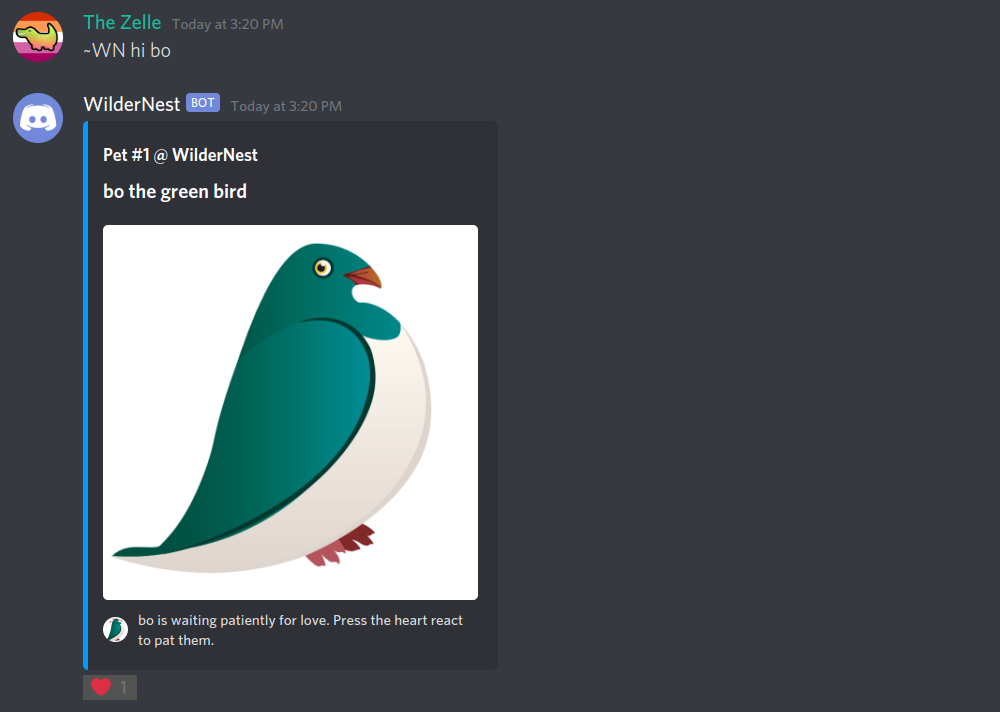 The Zelle Today at 3:20 PM
~WN hi bo
WilderNest BOT Today at 3:20 PM
Pet #1 @ WilderNest
bo the green bird
bo is waiting patiently for love. Press the heart react
to pat them.
1